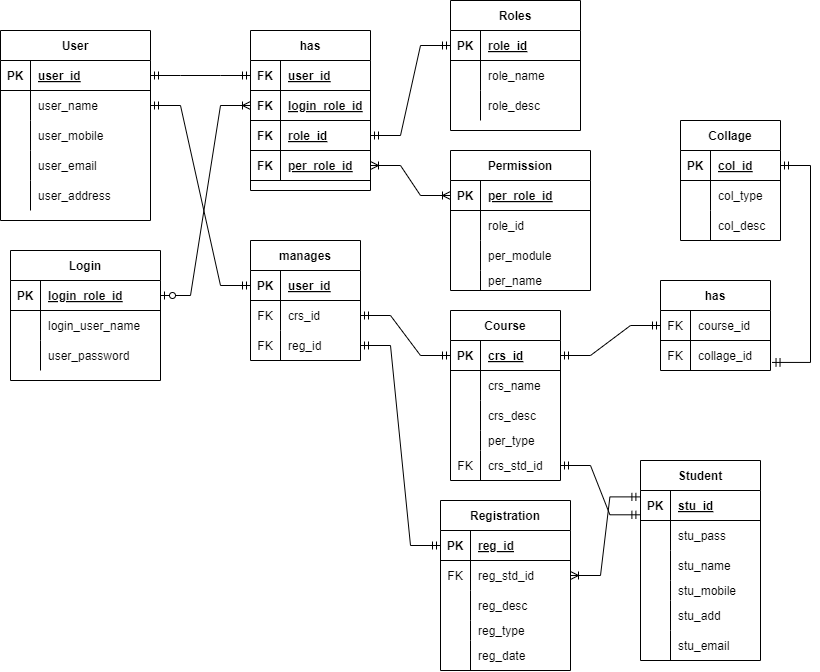 User
PK user_id
user_name
user_mobile
user_email
user_address
has
FK user_id
FK login_role_id
FK role_id
FK per_role_id
Roles
PK role_id
role_name
role_desc
Permission
PK per_role_id
role_id
per_module
per_name
Collage
PK col_id
col_type
col_desc
Login
PK login_role_id
login_user_name
user_password
manages
PK user_id
FK crs_id
FK reg_id
Course
PK crs_id
crs_name
crs_desc
per_type
FK crs_std_id
has
FK course_id
FK collage_id
Registration
PK reg_id
FK reg_std_id
reg_desc
reg_type
reg_date
Student
PK stu_id
stu_pass
stu_name
stu_mobile
stu_add
stu_email